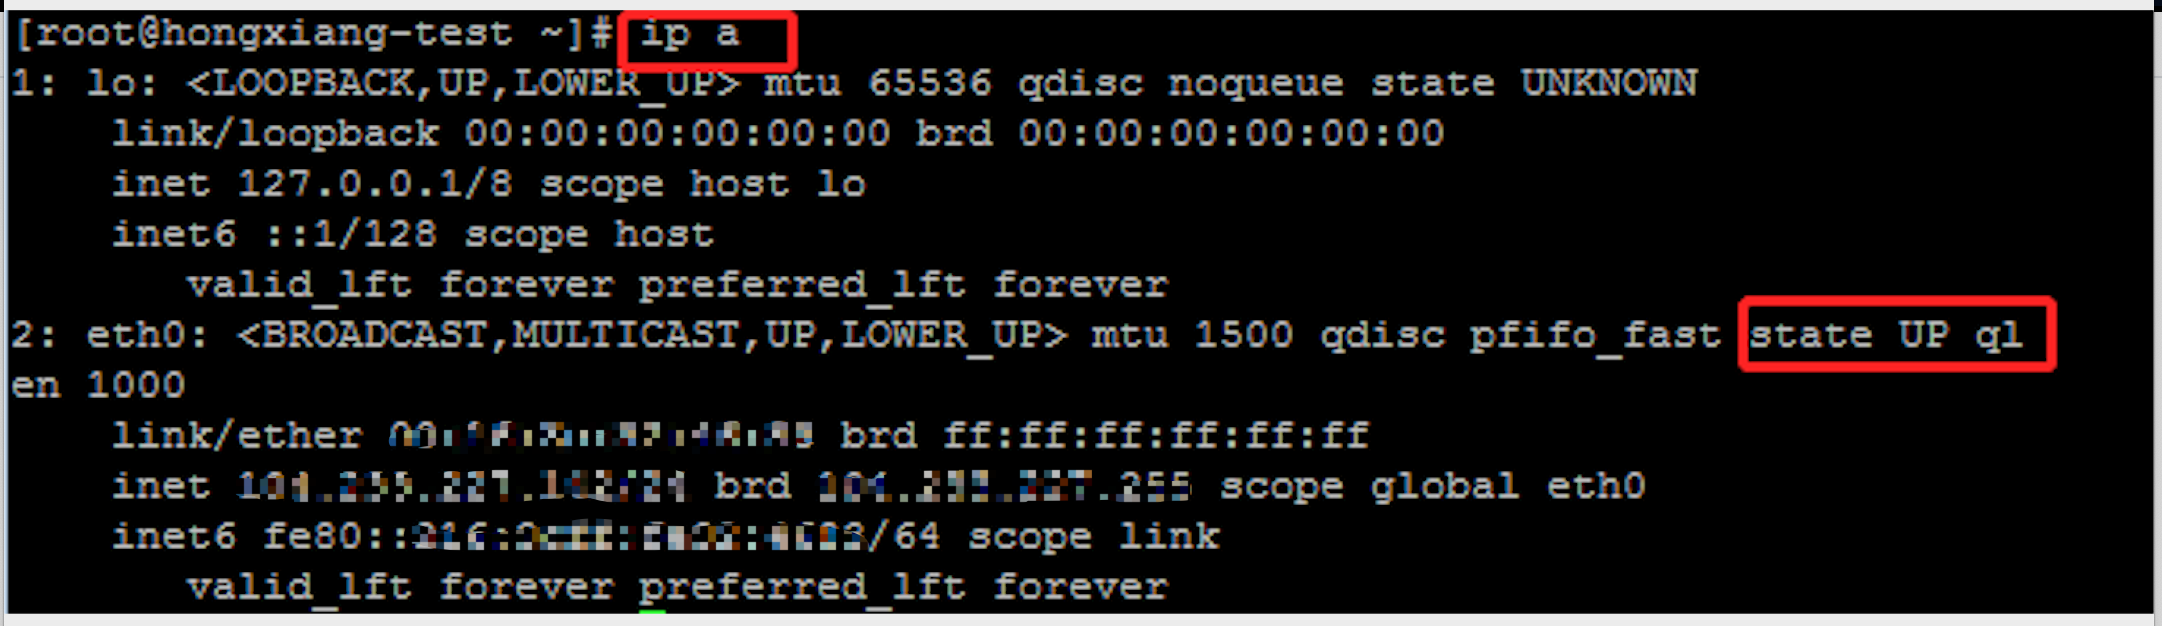 [root@hongxiang-test ~]# ip a
1: lo: <LOOPBACK,UP,LOWER_UP> mtu 65536 qdisc noqueue state UNKNOWN
link/loopback 00:00:00:00:00:00 brd 00:00:00:00:00:00
inet 127.0.0.1/8 scope host lo
inet6 ::1/128 scope host
valid_lft forever preferred_lft forever
2: eth0: <BROADCAST,MULTICAST,UP,LOWER_UP> mtu 1500 qdisc pfifo_fast state UP ql
en 1000
link/ether brd ff:ff:ff:ff:ff:ff
inet brd scope global eth0
inet6 fe80:: /64 scope link
valid_lft forever preferred_lft forever